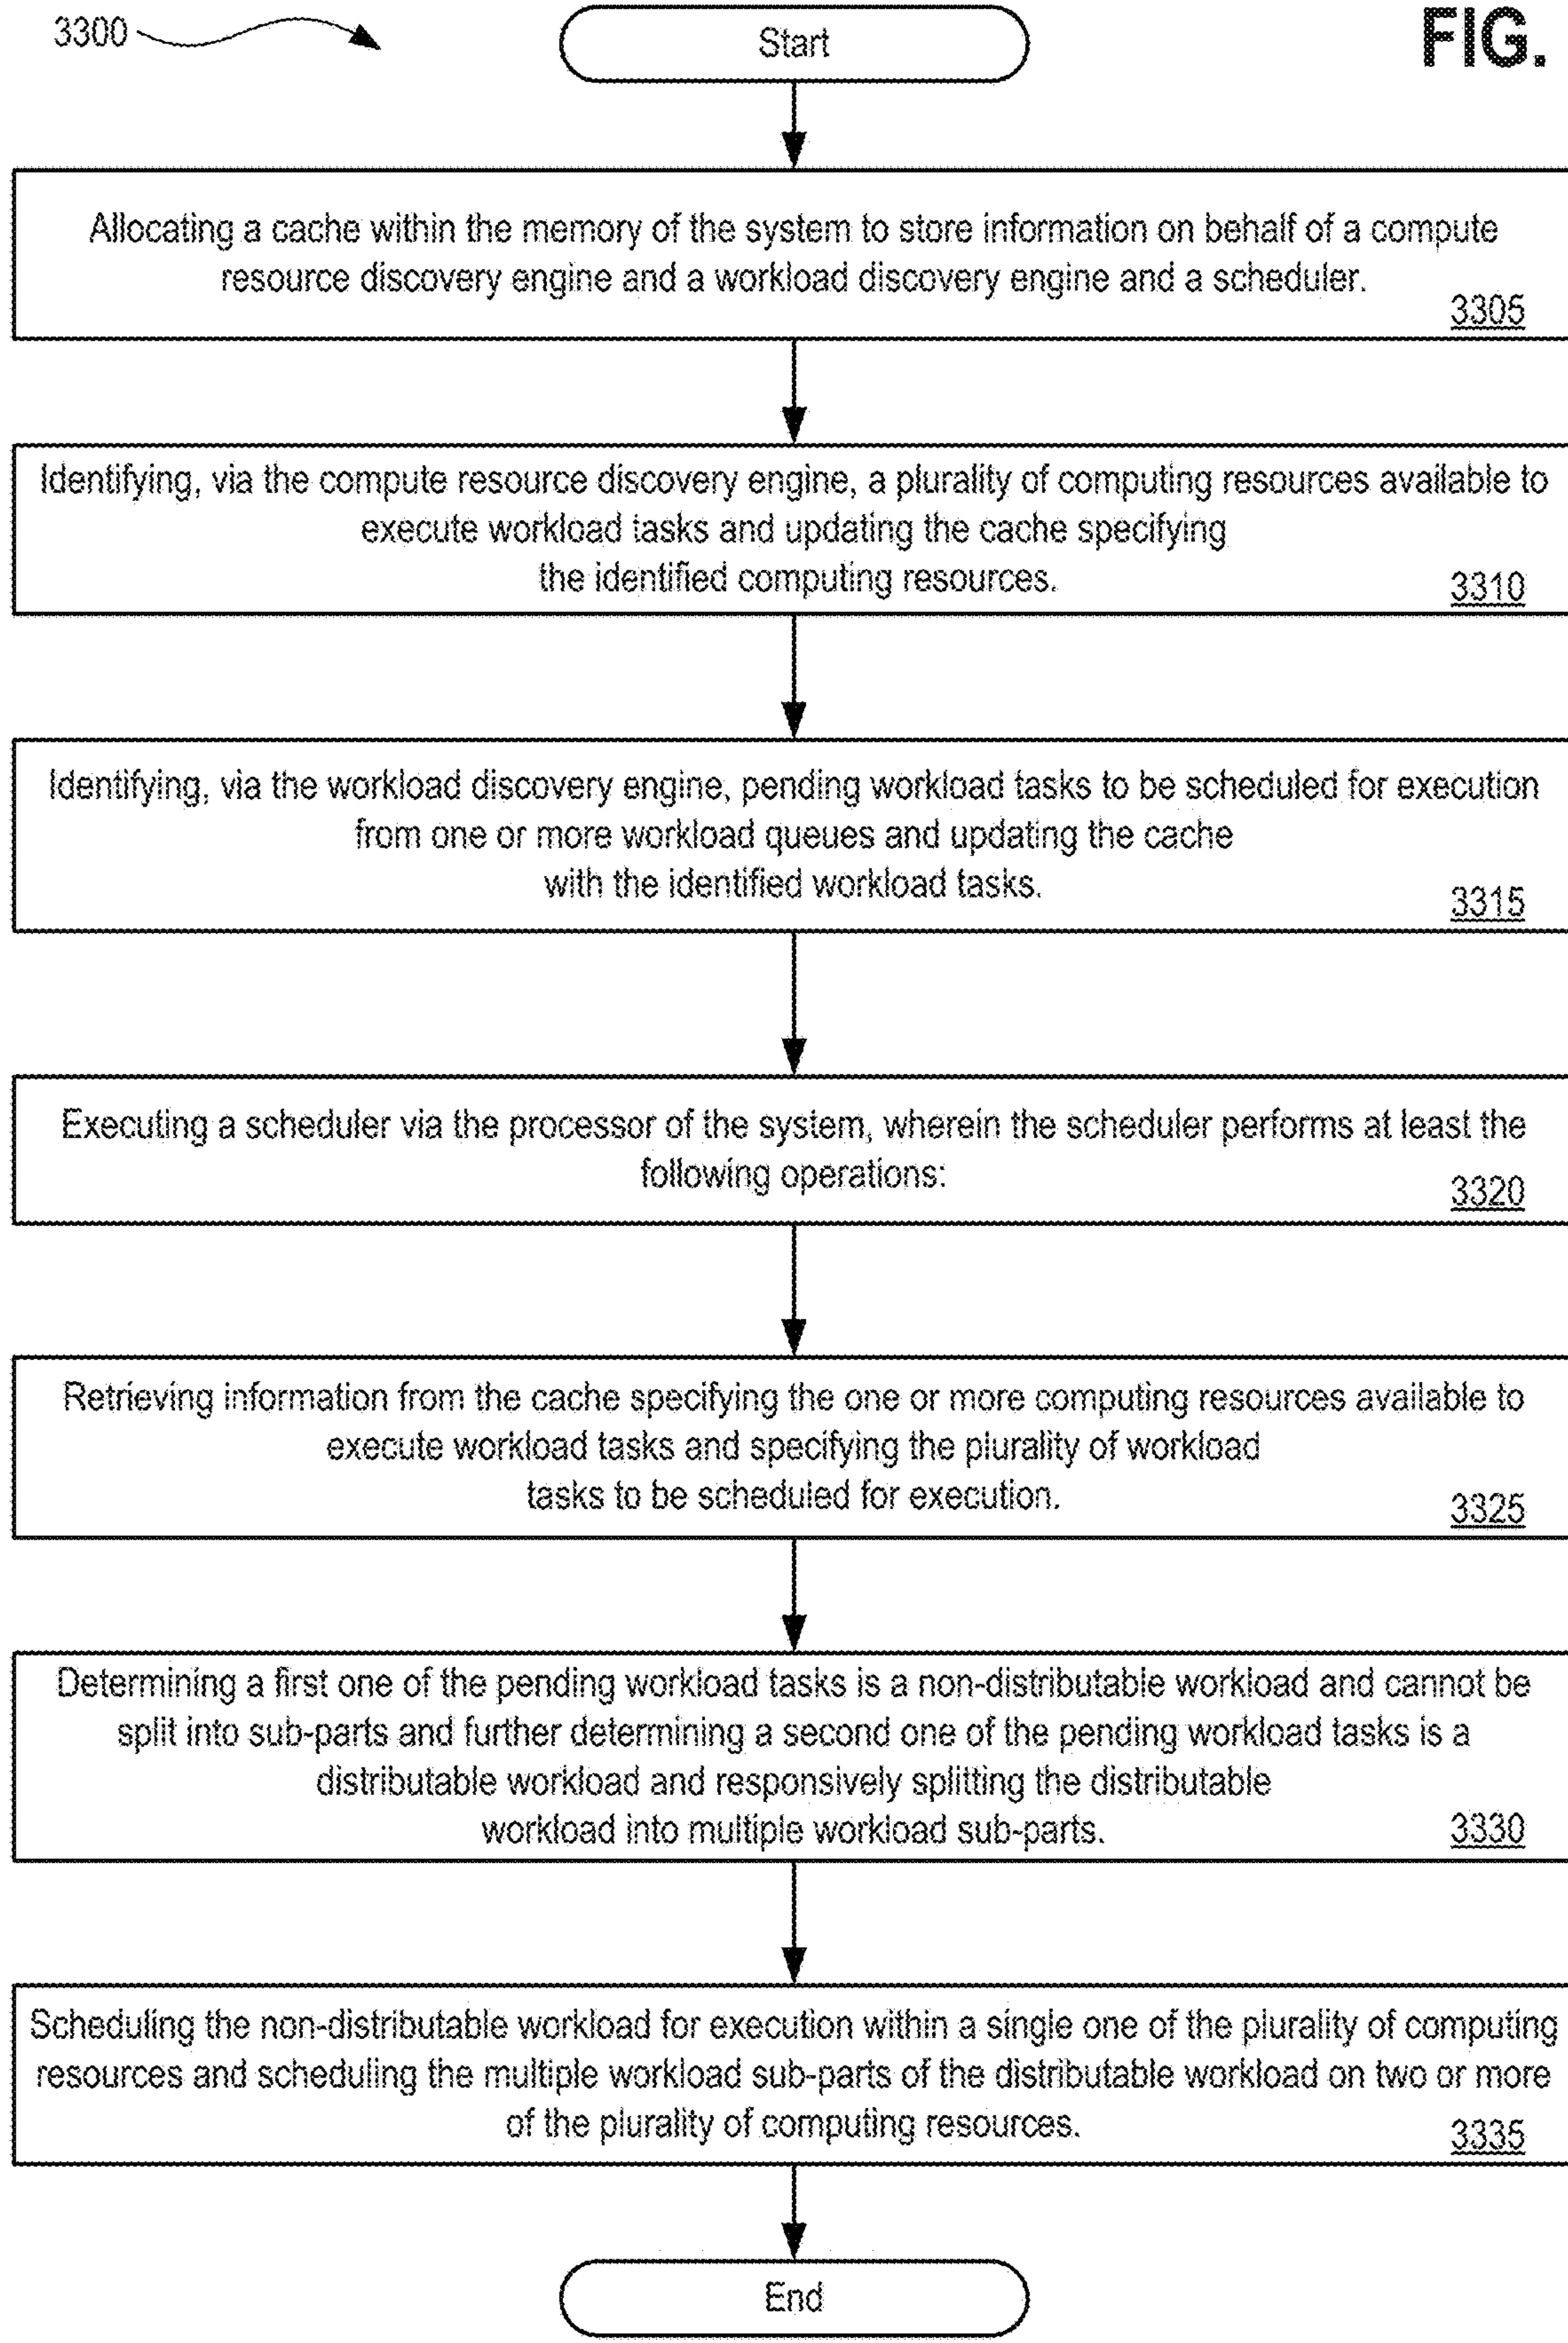 3300
Start
FIG.
Allocating a cache within the memory of the system to store information on behalf of a compute
resource discovery engine and a workload discovery engine and a scheduler.
3305
Identifying, via the compute resource discovery engine, a plurality of computing resources available to
execute workload tasks and updating the cache specifying
the identified computing resources.
3310
Identifying, via the workload discovery engine, pending workload tasks to be scheduled for execution
from one or more workload queues and updating the cache
with the identified workload tasks.
3315
Executing a scheduler via the processor of the system, wherein the scheduler performs at least the
following operations:
3320
Retrieving information from the cache specifying the one or more computing resources available to
execute workload tasks and specifying the plurality of workload
tasks to be scheduled for execution.
3325
Determining a first one of the pending workload tasks is a non-distributable workload and cannot be
split into sub-parts and further determining a second one of the pending workload tasks is a
distributable workload and responsively splitting the distributable
workload into multiple workload sub-parts.
3330
Scheduling the non-distributable workload for execution within a single one of the plurality of computing
resources and scheduling the multiple workload sub-parts of the distributable workload on two or more
of the plurality of computing resources.
3335
End